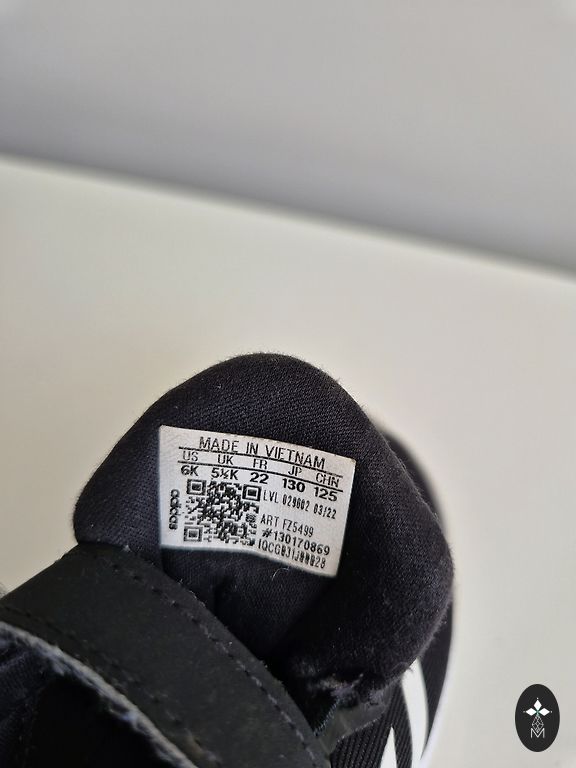 MADE IN VIETNAM
US UK FR JP CHN
6K 5½K 22 130 125
adidas
LVL 029002 03/22
ART FZ5499
#130170869
M